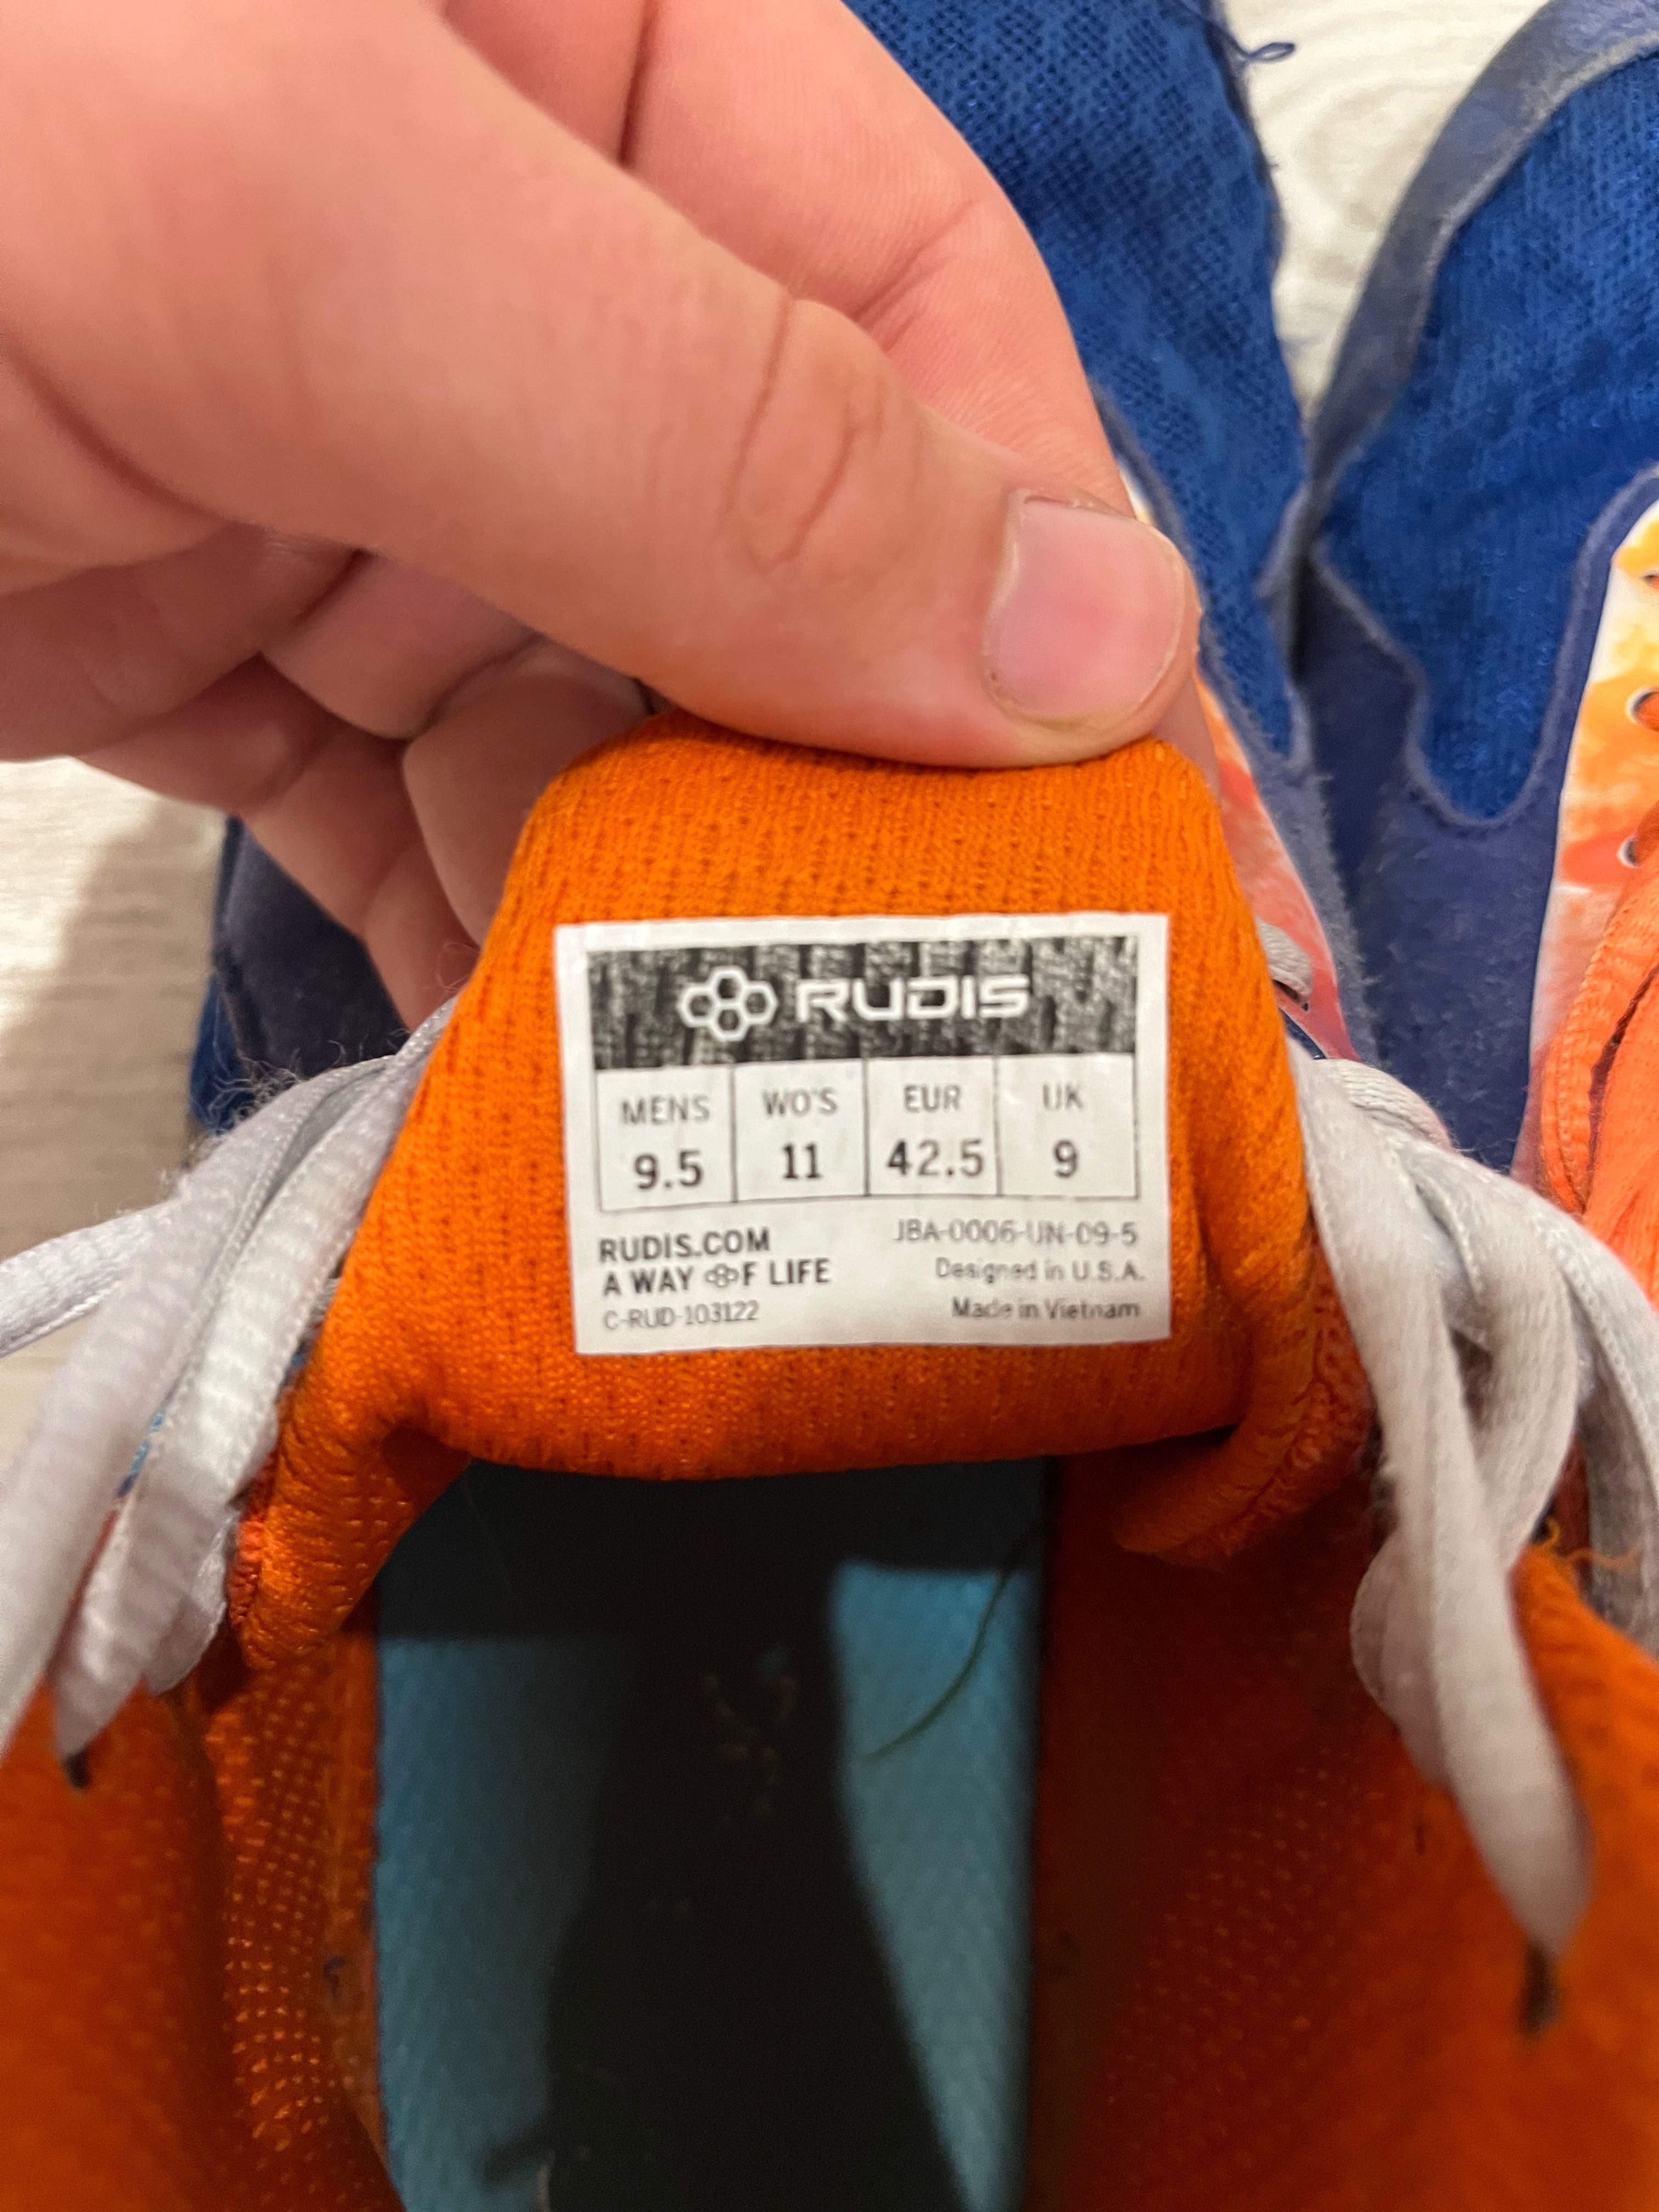 RUDIS
MENS WO'S EUR UK
9.5 11 42.5 9
RUDIS.COM
A WAY OF LIFE
C-RUD-103122
JBA-0006-UN-09-5
Designed in U.S.A.
Made in Vietnam